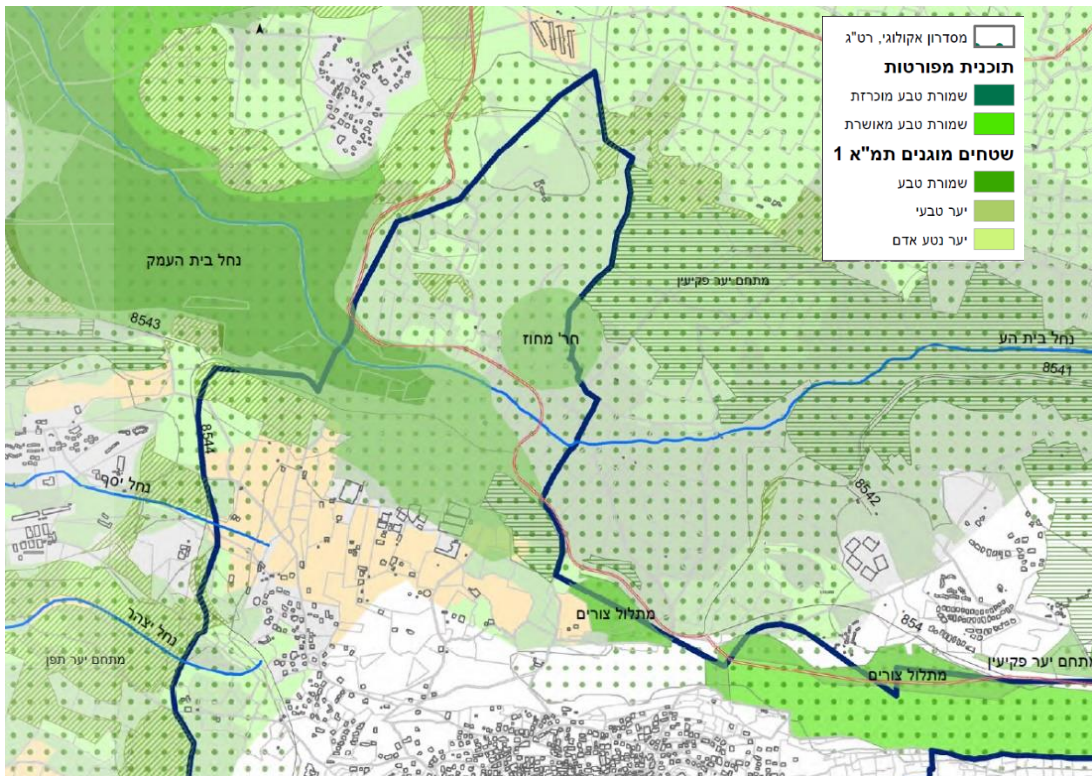 מסדרון אקולוגי, רט"ג
תוכנית מפורטות
שמורת טבע מוכרזת
שמורת טבע מאושרת
שטחים מוגנים תמ"א 1
שמורת טבע
יער טבעי
יער נטע אדם
נחל בית העמק
8543
מתחם יער פקיעין
חר' מחוז
נחל בית הע
8541
8544
נחל יסף
8542
נחל יצהר
מתחם יער תפן
מתלול צורים
854
מתחם יער פקיעין
מתלול צורים